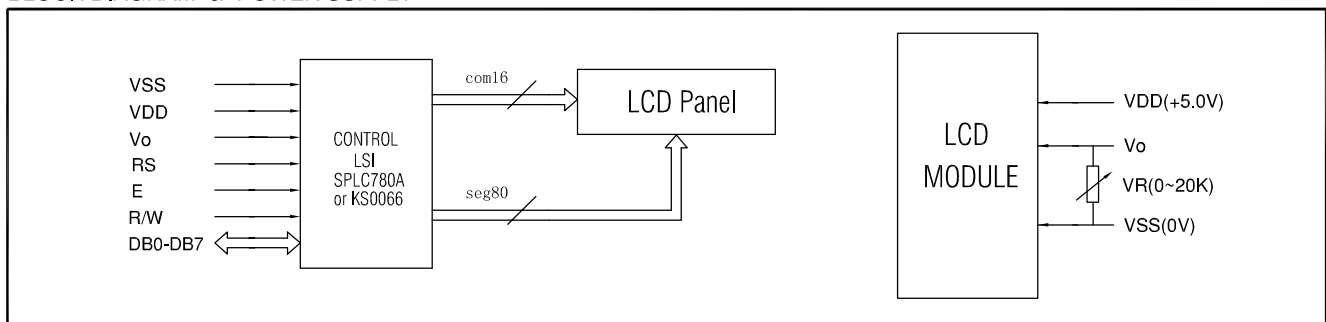 VSS
VDD
Vo
RS
E
R/W
DB0-DB7
CONTROL
LSI
SPLC780A
or KS0066
com16
seg80
LCD Panel
LCD
MODULE
VDD(+5.0V)
Vo
VR(0~20K)
VSS(0V)